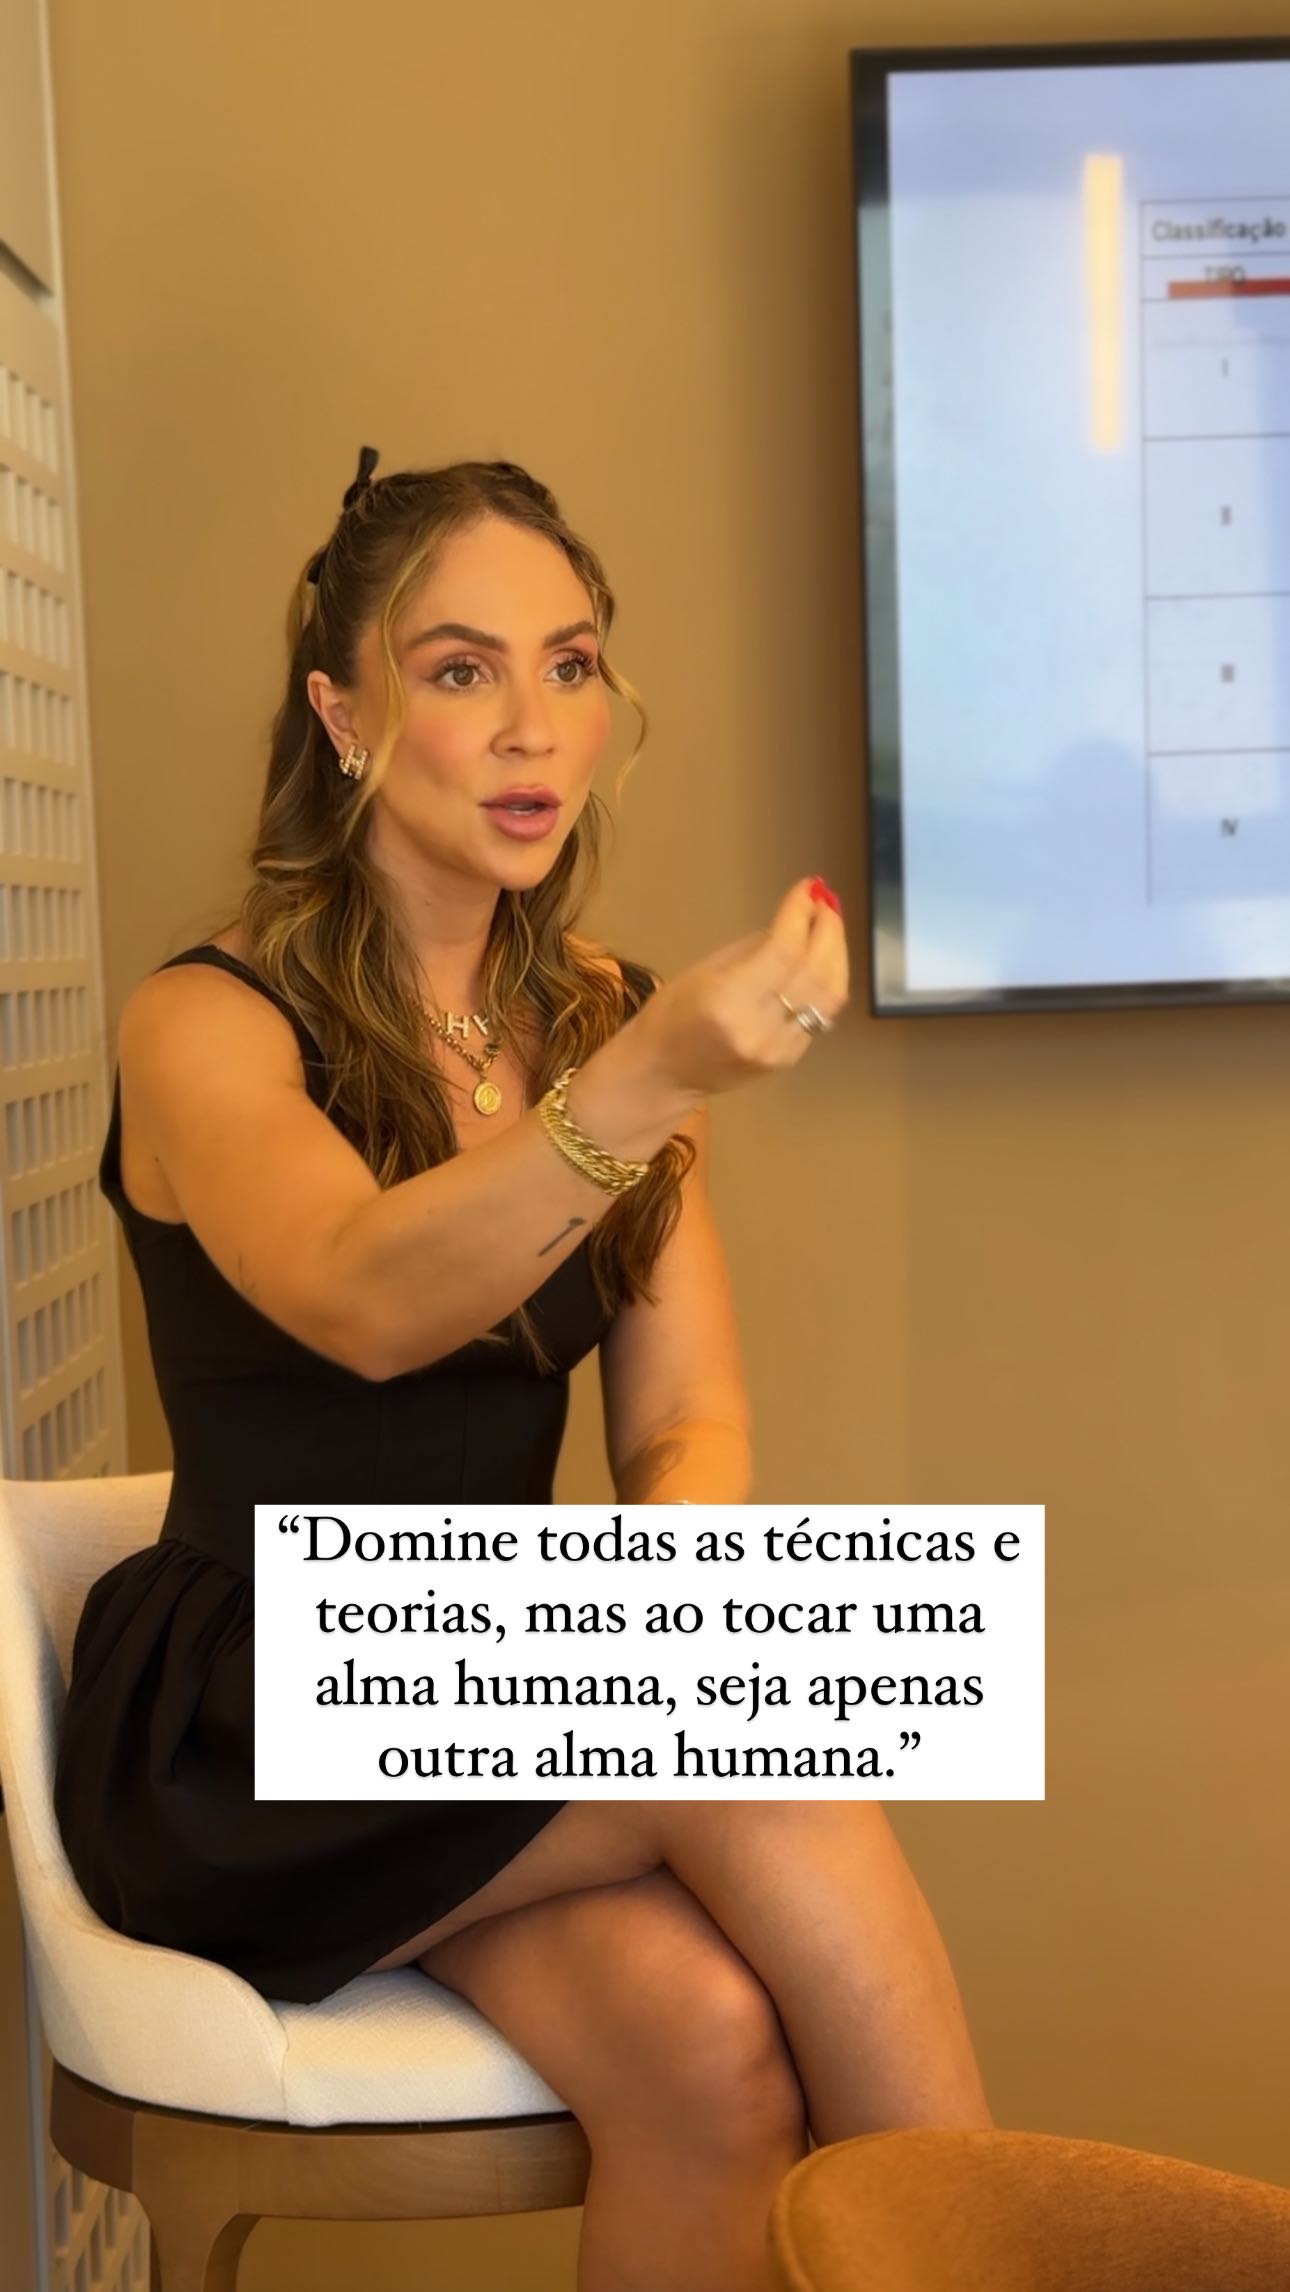 Classificação
TIPO
I
II
III
IV
“Domine todas as técnicas e
teorias, mas ao tocar uma
alma humana, seja apenas
outra alma humana.”